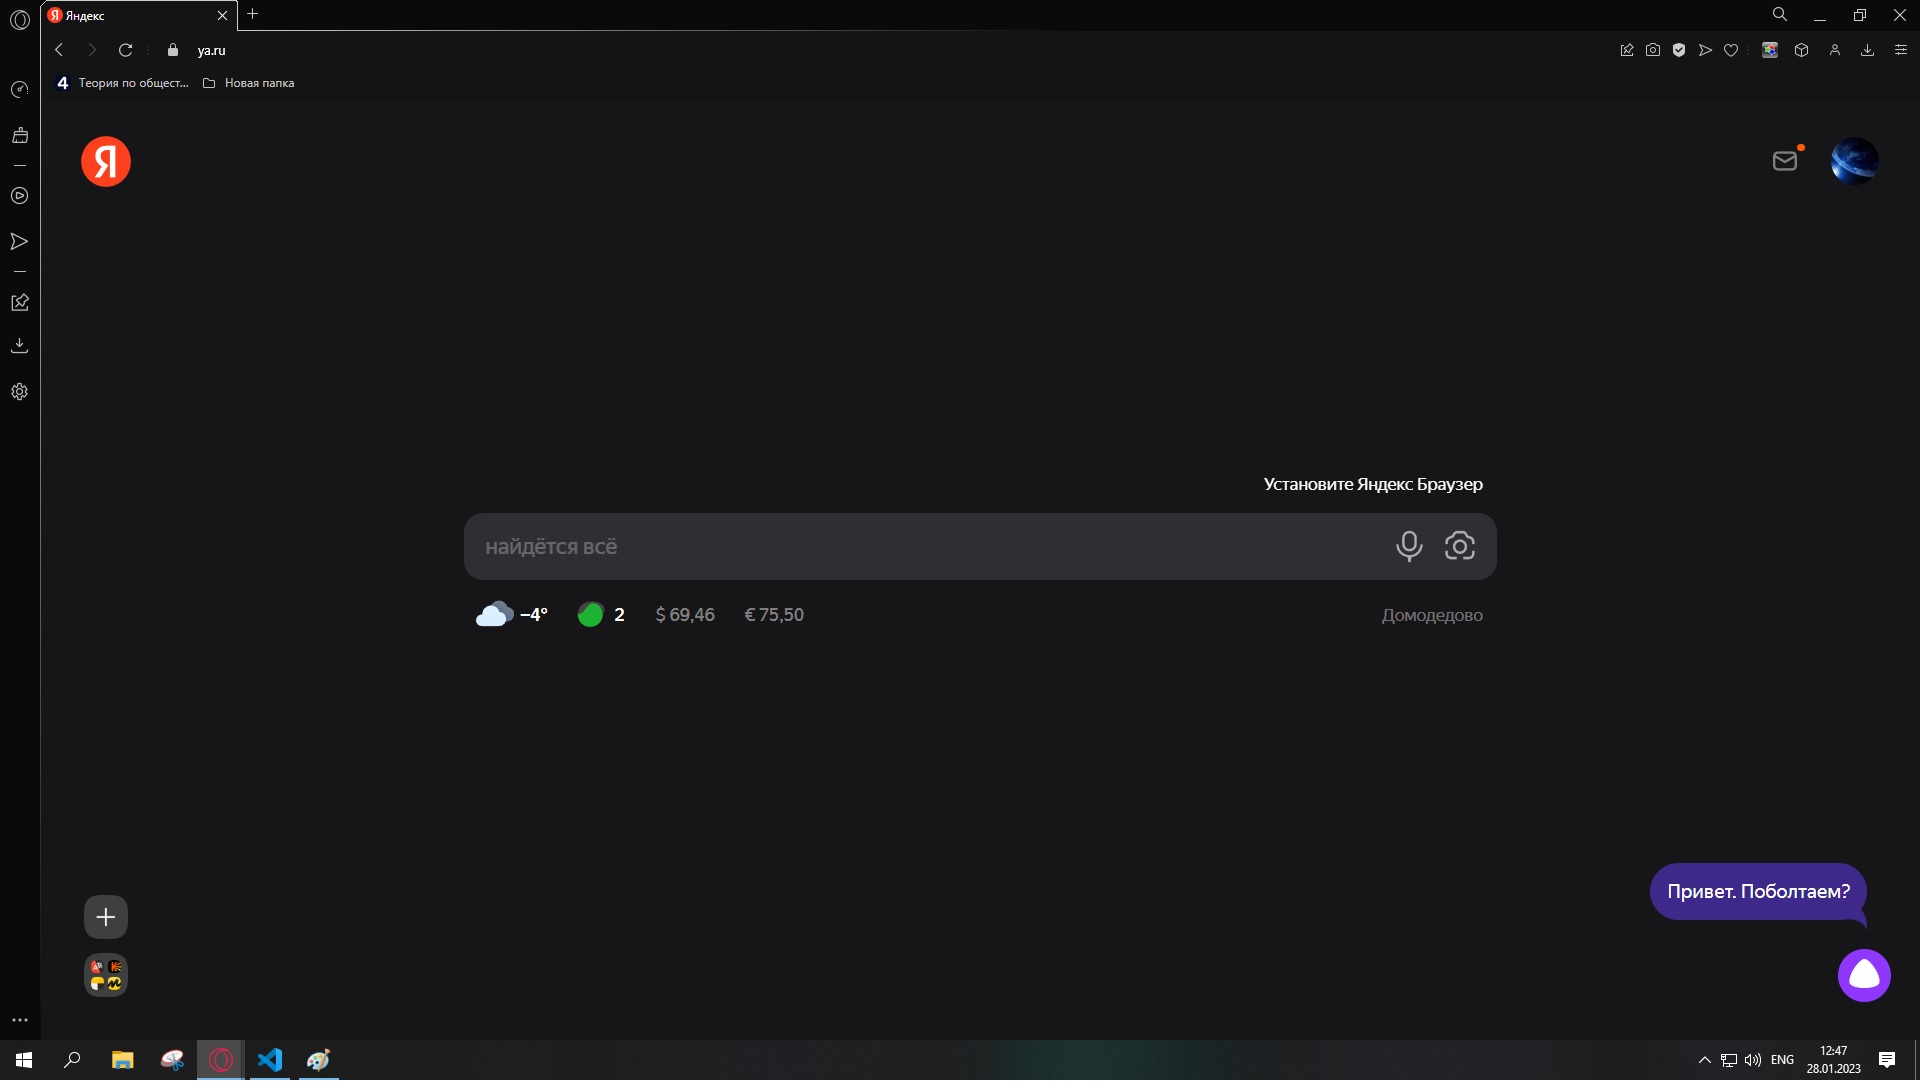 Яндекс
ya.ru
4 Теория по общест... Новая папка
Я
Установите Яндекс Браузер
найдётся всё
−4° 2 $ 69,46 € 75,50 Домодедово
Привет. Поболтаем?
ENG
12:47
28.01.2023